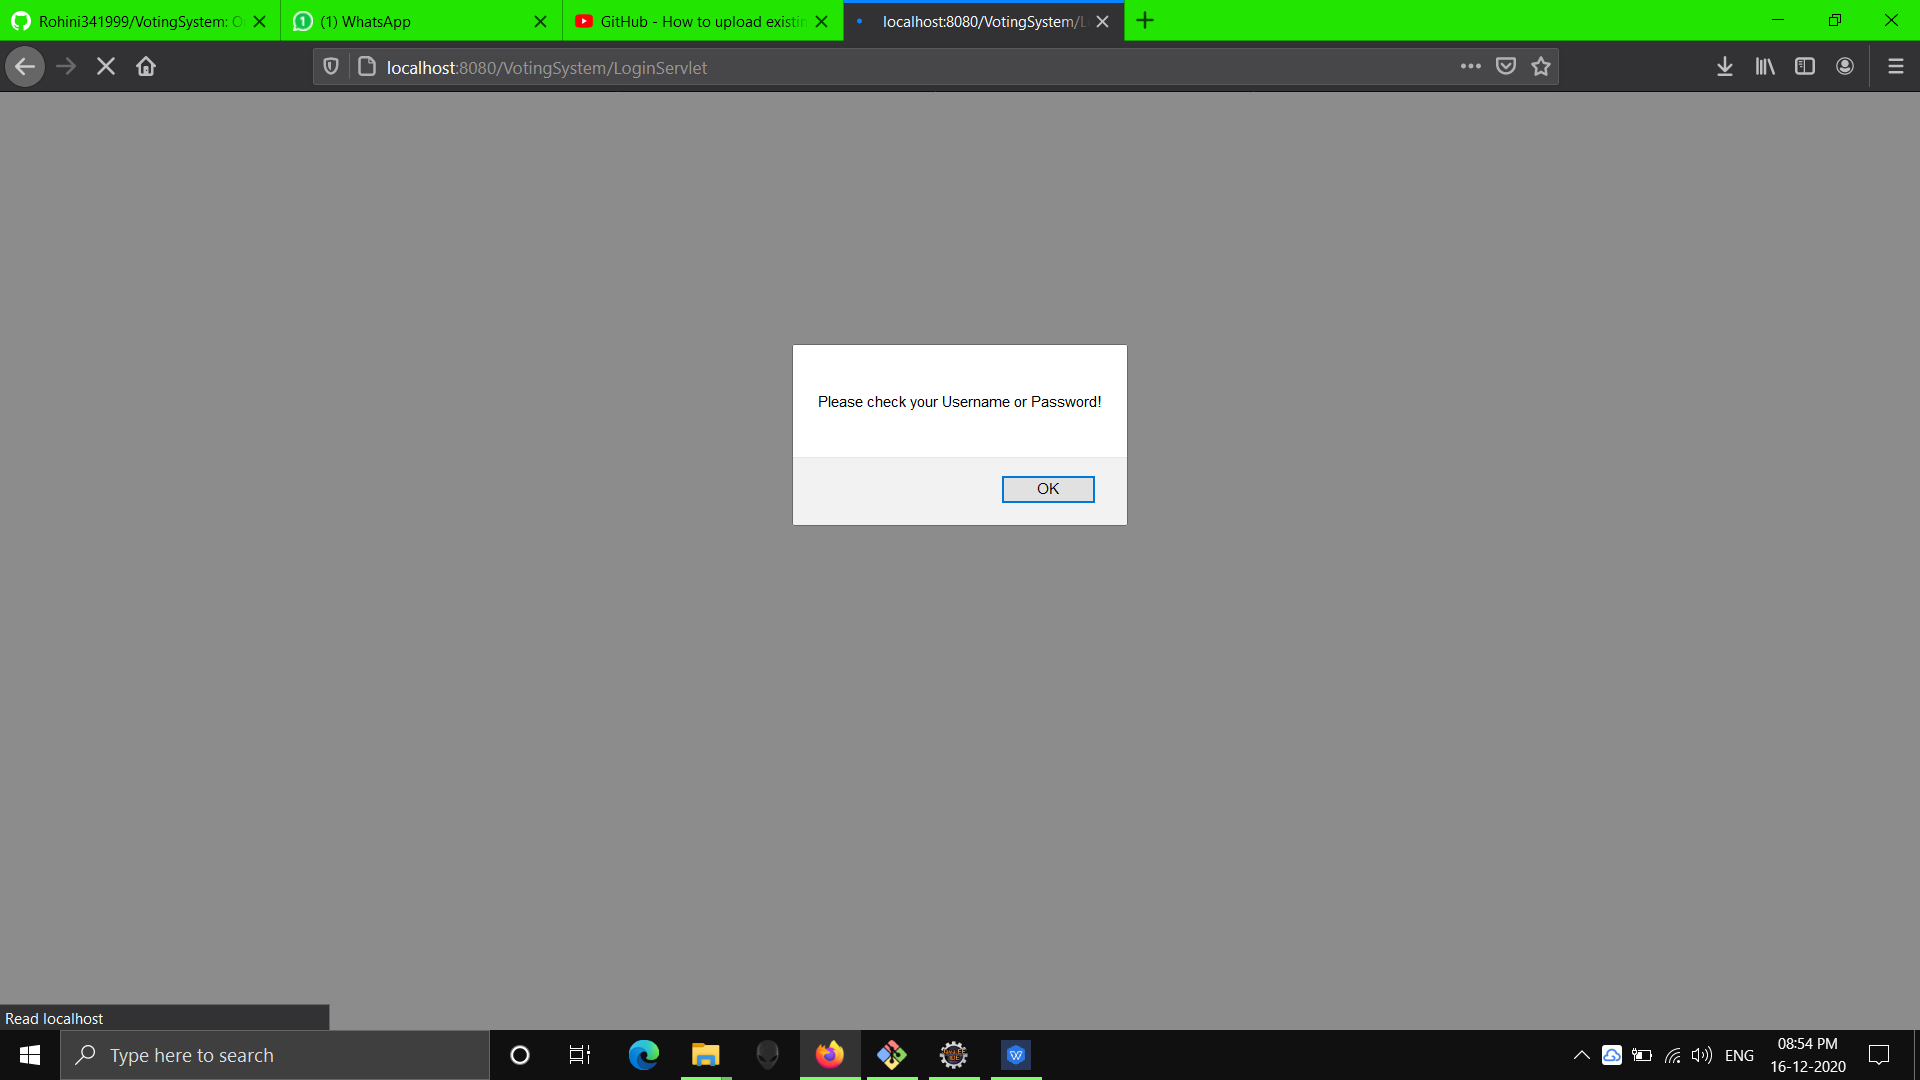 Rohini341999/VotingSystem: O
(1) WhatsApp
GitHub - How to upload existin
localhost:8080/VotingSystem/L
localhost:8080/VotingSystem/LoginServlet
Please check your Username or Password!
OK
Read localhost
Type here to search
ENG
08:54 PM
16-12-2020